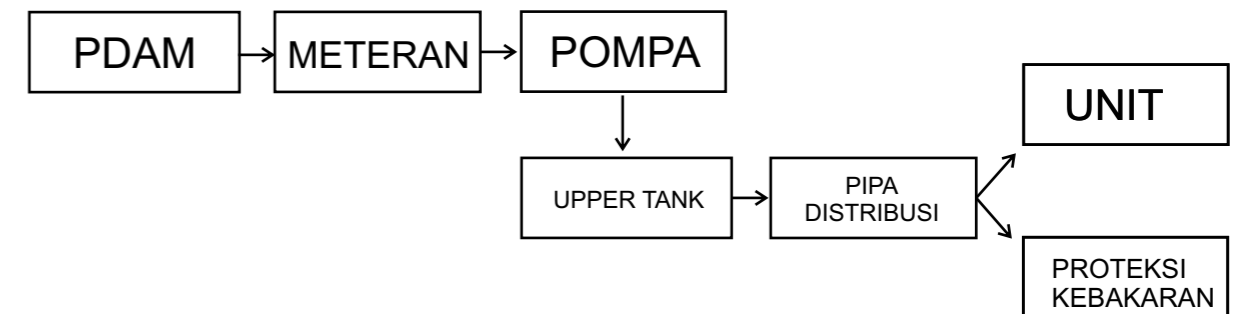 PDAM
METERAN
POMPA
UNIT
UPPER TANK
PIPA
DISTRIBUSI
PROTEKSI
KEBAKARAN